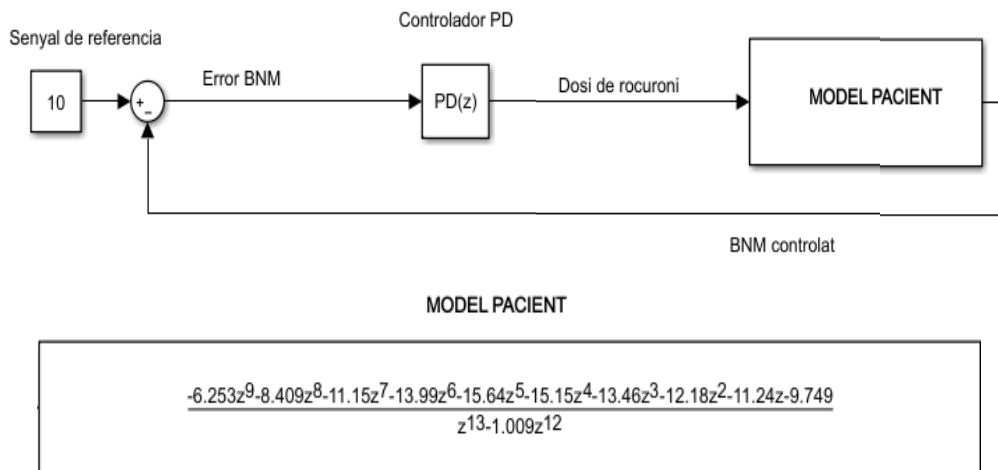 Controlador PD
Senyal de referencia
Error BNM
Dosi de rocuroni
10
+
-
PD(z)
MODEL PACIENT
BNM controlat
MODEL PACIENT
-6.253z⁹-8.409z⁸-11.15z⁷-13.99z⁶-15.64z⁵-15.15z⁴-13.46z³-12.18z²-11.24z-9.749
z¹³-1.009z¹²